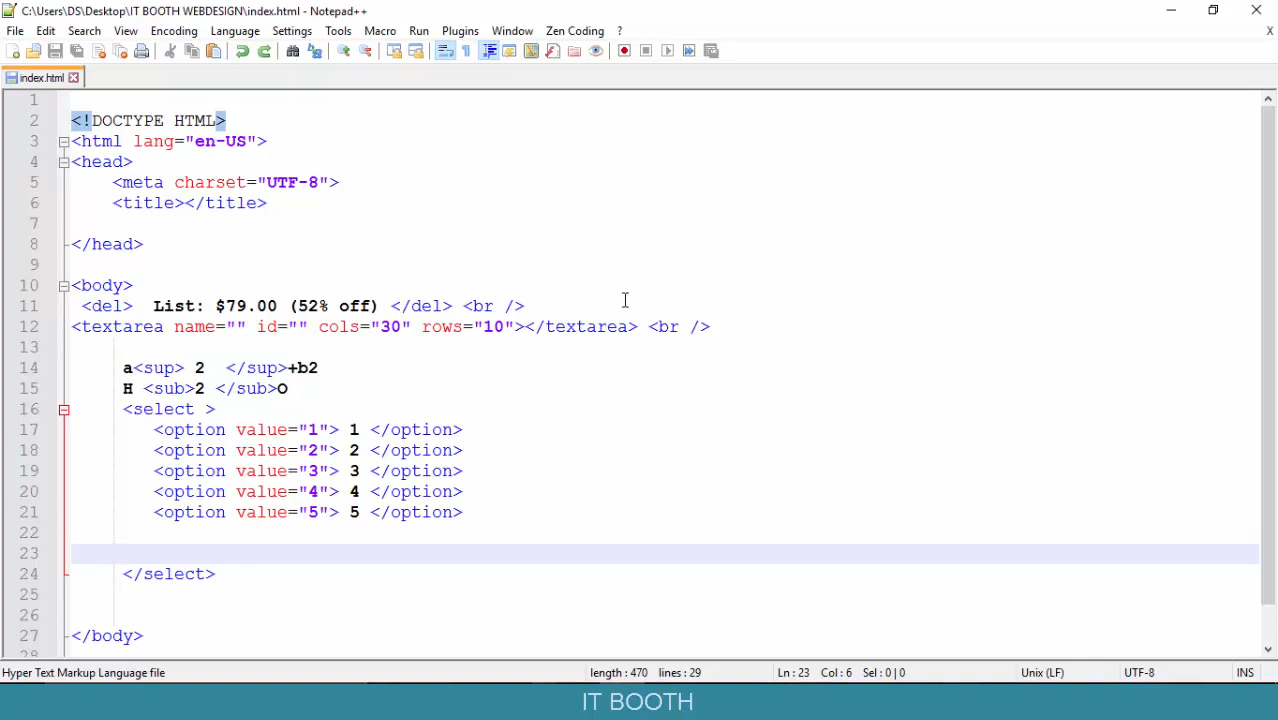 C:\Users\DS\Desktop\IT BOOTH WEBDESIGN\index.html - Notepad++
File Edit Search View Encoding Language Settings Tools Macro Run Plugins Window Zen Coding ? X
index.html
1
2 <!DOCTYPE HTML>
3 <html lang="en-US">
4 <head>
5 <meta charset="UTF-8">
6 <title></title>
7
8 </head>
9
10 <body>
11 <del> List: $79.00 (52% off) </del> <br />
12 <textarea name="" id="" cols="30" rows="10"></textarea> <br />
13
14 a<sup> 2 </sup>+b2
15 H <sub>2 </sub>O
16 <select >
17 <option value="1"> 1 </option>
18 <option value="2"> 2 </option>
19 <option value="3"> 3 </option>
20 <option value="4"> 4 </option>
21 <option value="5"> 5 </option>
22
23
24 </select>
25
26
27 </body>
28
Hyper Text Markup Language file length : 470 lines : 29 Ln : 23 Col : 6 Sel : 0 | 0 Unix (LF) UTF-8 INS
IT BOOTH